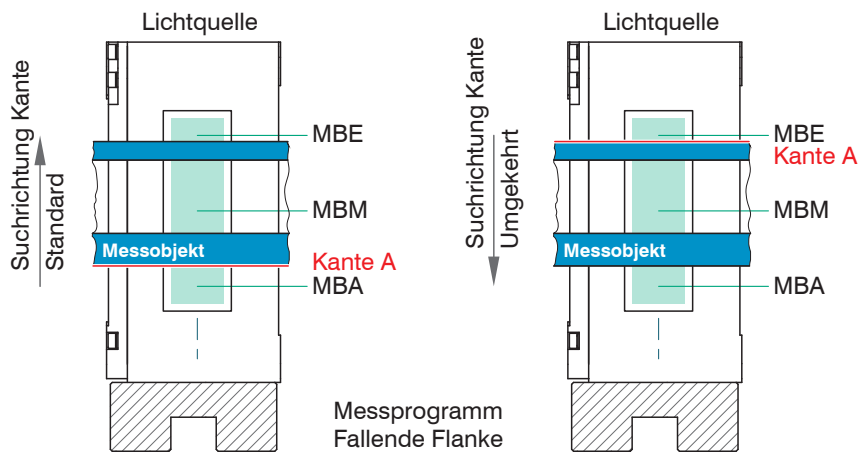 Lichtquelle
Suchrichtung Kante
Standard
MBE
MBM
Messobjekt
Kante A
MBA
Lichtquelle
Suchrichtung Kante
Umgekehrt
MBE
Kante A
MBM
Messobjekt
MBA
Messprogramm
Fallende Flanke